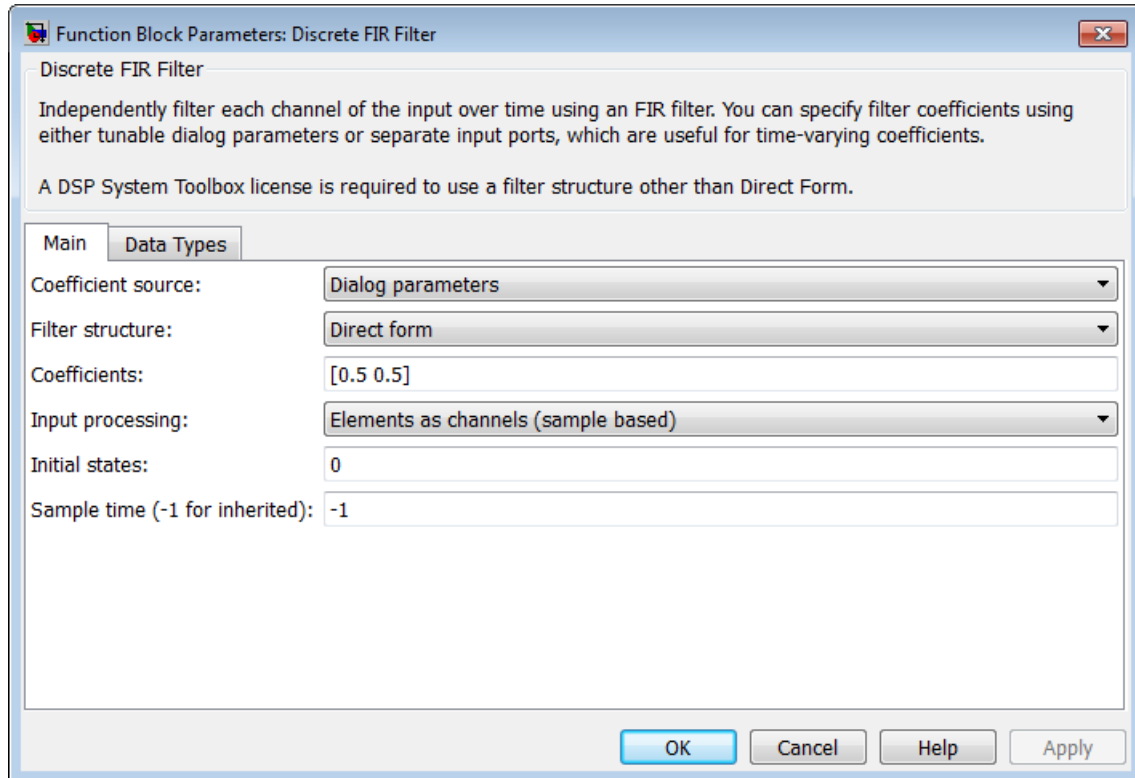 Function Block Parameters: Discrete FIR Filter
Discrete FIR Filter
Independently filter each channel of the input over time using an FIR filter. You can specify filter coefficients using
either tunable dialog parameters or separate input ports, which are useful for time-varying coefficients.
A DSP System Toolbox license is required to use a filter structure other than Direct Form.
Main Data Types
Coefficient source: Dialog parameters
Filter structure: Direct form
Coefficients: [0.5 0.5]
Input processing: Elements as channels (sample based)
Initial states: 0
Sample time (-1 for inherited): -1
OK Cancel Help Apply